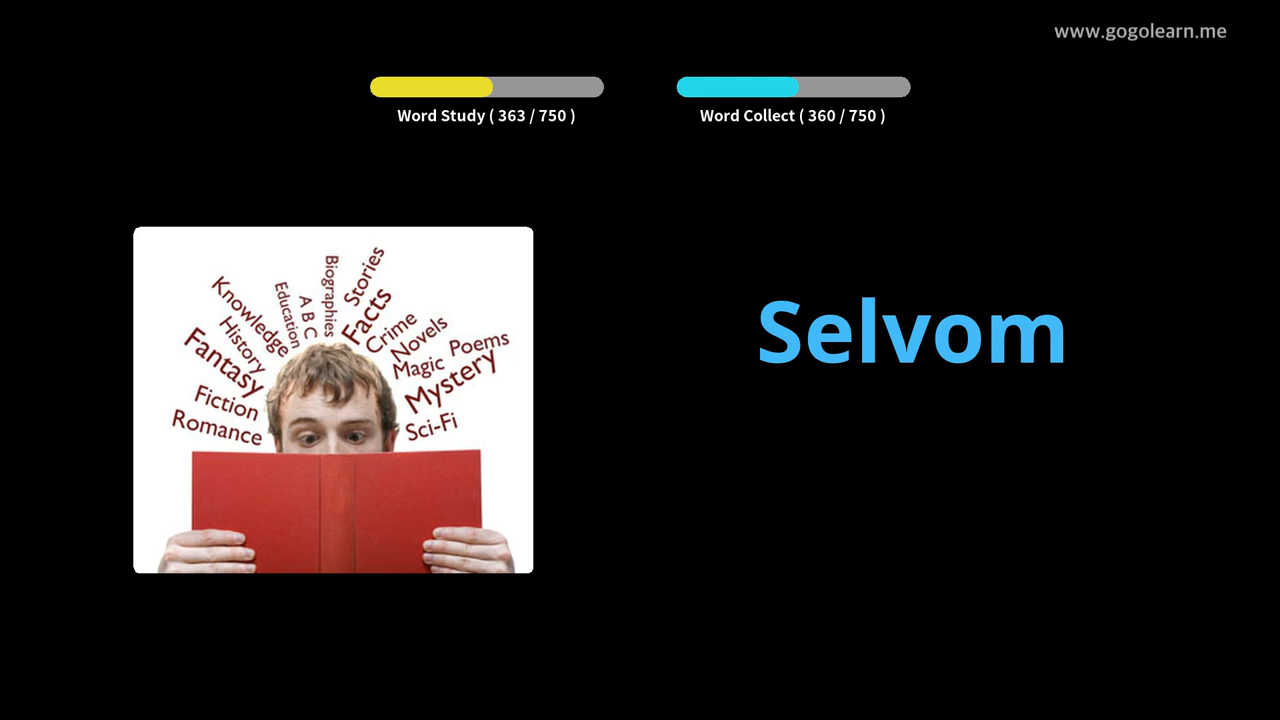 www.gogolearn.me
Word Study ( 363 / 750 )
Word Collect ( 360 / 750 )
Selvom
Biographies
Stories
Education
A B C
Facts
Knowledge
Crime
History
Novels
Fantasy
Magic
Poems
Mystery
Fiction
Romance
Sci-Fi